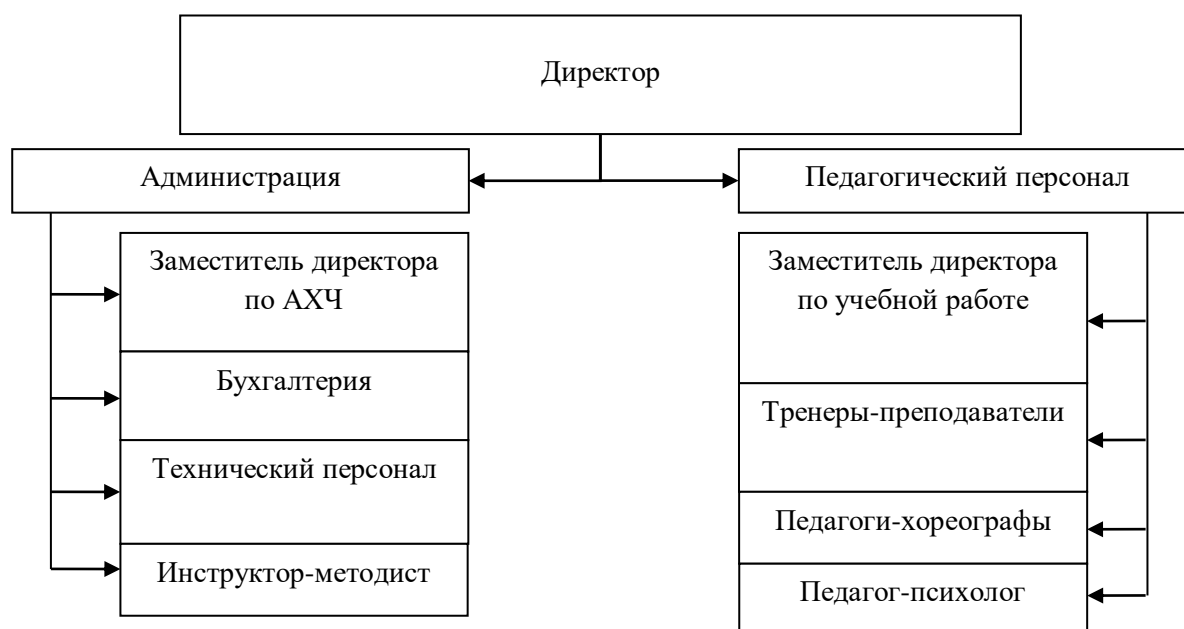 Директор
Администрация
Педагогический персонал
Заместитель директора
по АХЧ
Бухгалтерия
Технический персонал
Инструктор-методист
Заместитель директора
по учебной работе
Тренеры-преподаватели
Педагоги-хореографы
Педагог-психолог